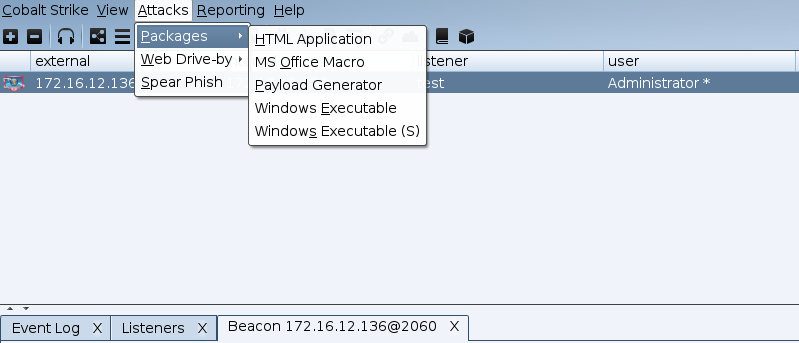 Cobalt Strike View Attacks Reporting Help
Packages HTML Application
MS Office Macro
Web Drive-by
Spear Phish Payload Generator
Windows Executable
Windows Executable (S)
external user
172.16.12.136 Administrator *
Event Log X Listeners X Beacon 172.16.12.136@2060 X